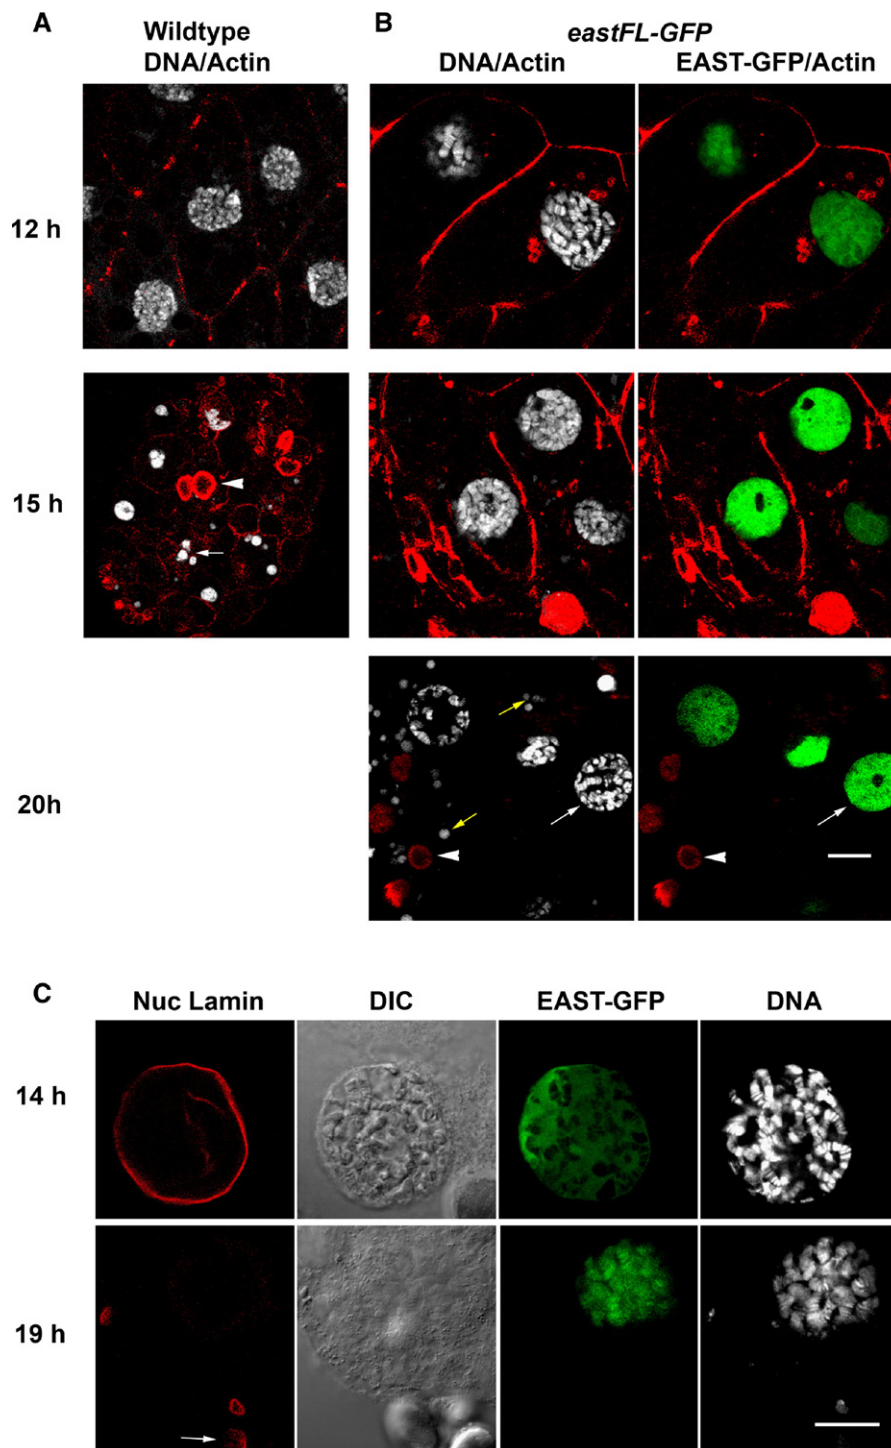 A
Wildtype
DNA/Actin
B
eastFL-GFP
DNA/Actin
EAST-GFP/Actin
12 h
15 h
20h
C
Nuc Lamin
DIC
EAST-GFP
DNA
14 h
19 h